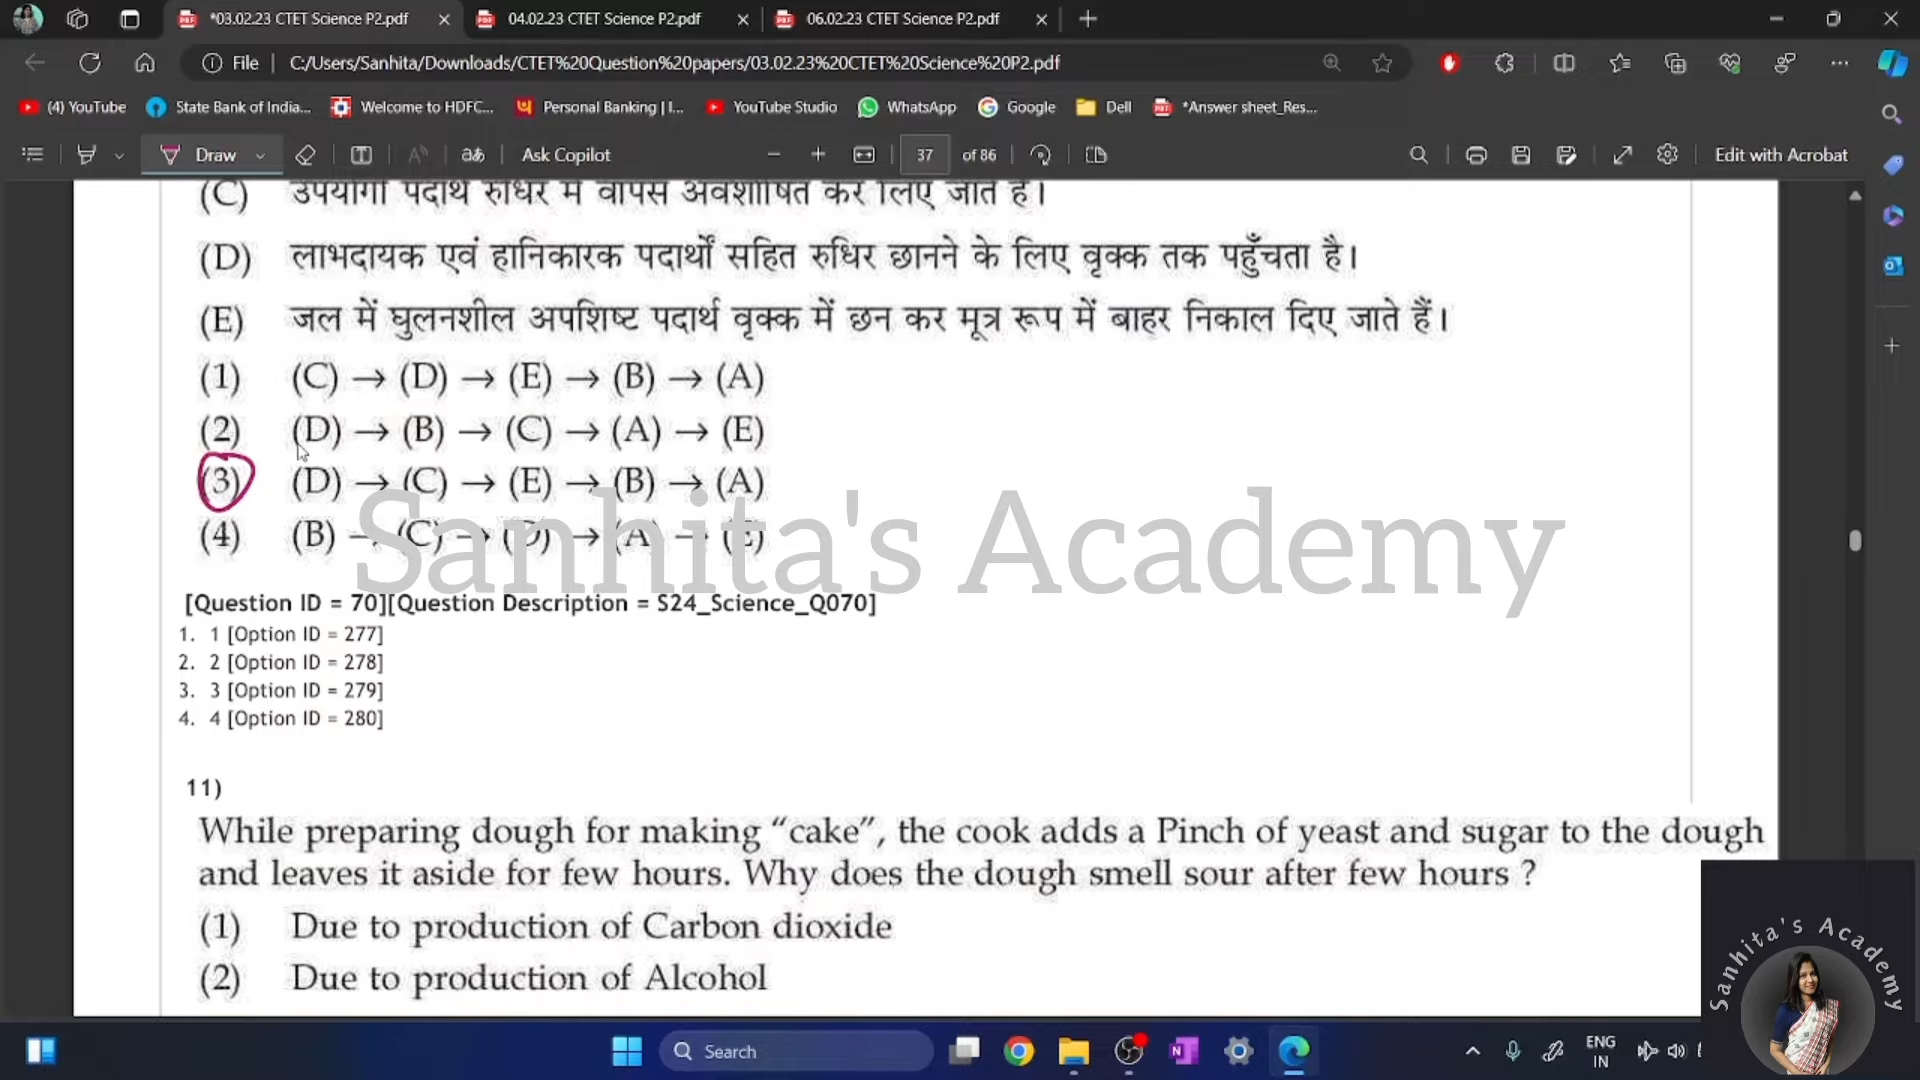 *03.02.23 CTET Science P2.pdf
04.02.23 CTET Science P2.pdf
06.02.23 CTET Science P2.pdf
File
C:/Users/Sanhita/Downloads/CTET%20Question%20papers/03.02.23%20CTET%20Science%20P2.pdf
(4) YouTube
State Bank of India...
Welcome to HDFC...
Personal Banking | I...
YouTube Studio
WhatsApp
Google
Dell
*Answer sheet_Res...
Draw
Ask Copilot
37 of 86
Edit with Acrobat
(C) उपयोगी पदार्थ रुधिर में वापस अवशोषित कर लिए जाते हैं।
(D) लाभदायक एवं हानिकारक पदार्थों सहित रुधिर छानने के लिए वृक्क तक पहुँचता है।
(E) जल में घुलनशील अपशिष्ट पदार्थ वृक्क में छन कर मूत्र रूप में बाहर निकाल दिए जाते हैं।
(1) (C) → (D) → (E) → (B) → (A)
(2) (D) → (B) → (C) → (A) → (E)
(3) (D) → (C) → (E) → (B) → (A)
(4) (B) → (C) → (D) → (A) → (E)
Sanhita's Academy
[Question ID = 70][Question Description = S24_Science_Q070]
1. 1 [Option ID = 277]
2. 2 [Option ID = 278]
3. 3 [Option ID = 279]
4. 4 [Option ID = 280]
11)
While preparing dough for making “cake”, the cook adds a Pinch of yeast and sugar to the dough
and leaves it aside for few hours. Why does the dough smell sour after few hours ?
(1) Due to production of Carbon dioxide
(2) Due to production of Alcohol
Sanhita's Academy
Search
ENG
IN